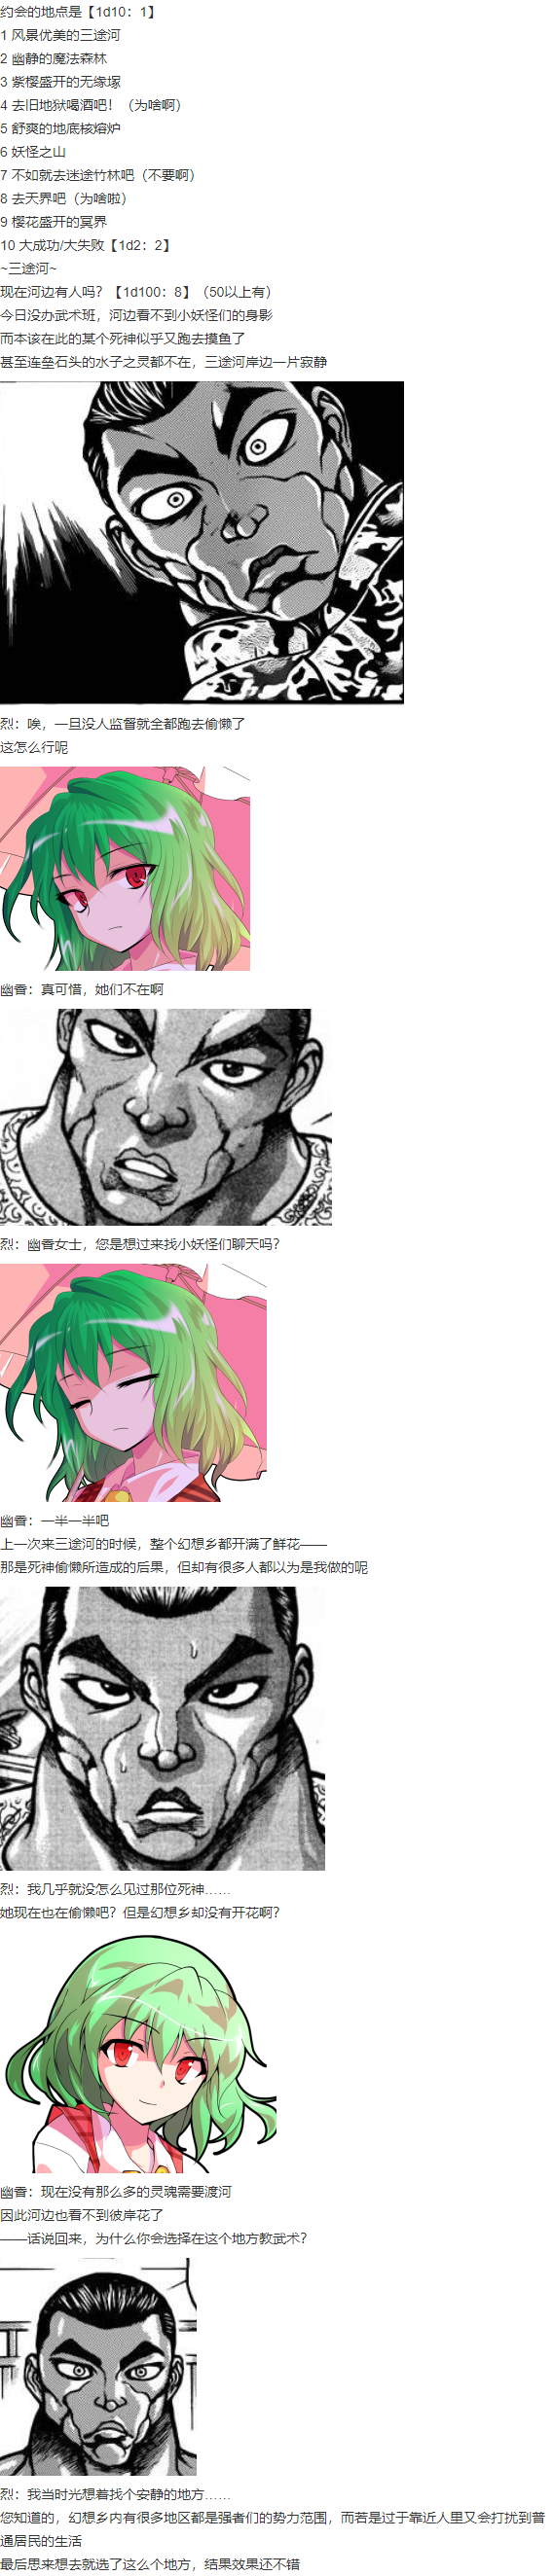 约会的地点是【1d10：1】
1 风景优美的三途河
2 幽静的魔法森林
3 紫樱盛开的无缘塚
4 去旧地狱喝酒吧！（为啥啊）
5 舒爽的地底核熔炉
6 妖怪之山
7 不如就去迷途竹林吧（不要啊）
8 去天界吧（为啥啦）
9 樱花盛开的冥界
10 大成功/大失败【1d2：2】
~三途河~
现在河边有人吗？【1d100：8】（50以上有）
今日没办武术班，河边看不到小妖怪们的身影
而本该在此的某个死神似乎又跑去摸鱼了
甚至连垒石头的水子之灵都不在，三途河岸边一片寂静
烈：唉，一旦没人监督就全都跑去偷懒了
这怎么行呢
幽香：真可惜，她们不在啊
烈：幽香女士，您是想过来找小妖怪们聊天吗？
幽香：一半一半吧
上一次来三途河的时候，整个幻想乡都开满了鲜花——
那是死神偷懒所造成的后果，但却有很多人都以为是我做的呢
烈：我几乎就没怎么见过那位死神……
她现在也在偷懒吧？但是幻想乡却没有开花啊？
幽香：现在没有那么多的灵魂需要渡河
因此河边也看不到彼岸花了
——话说回来，为什么你会选择在这个地方教武术？
烈：我当时光想着找个安静的地方……
您知道的，幻想乡内有很多地区都是强者们的势力范围，而若是过于靠近人里又会打扰到普
通居民的生活
最后思来想去就选了这么个地方，结果效果还不错